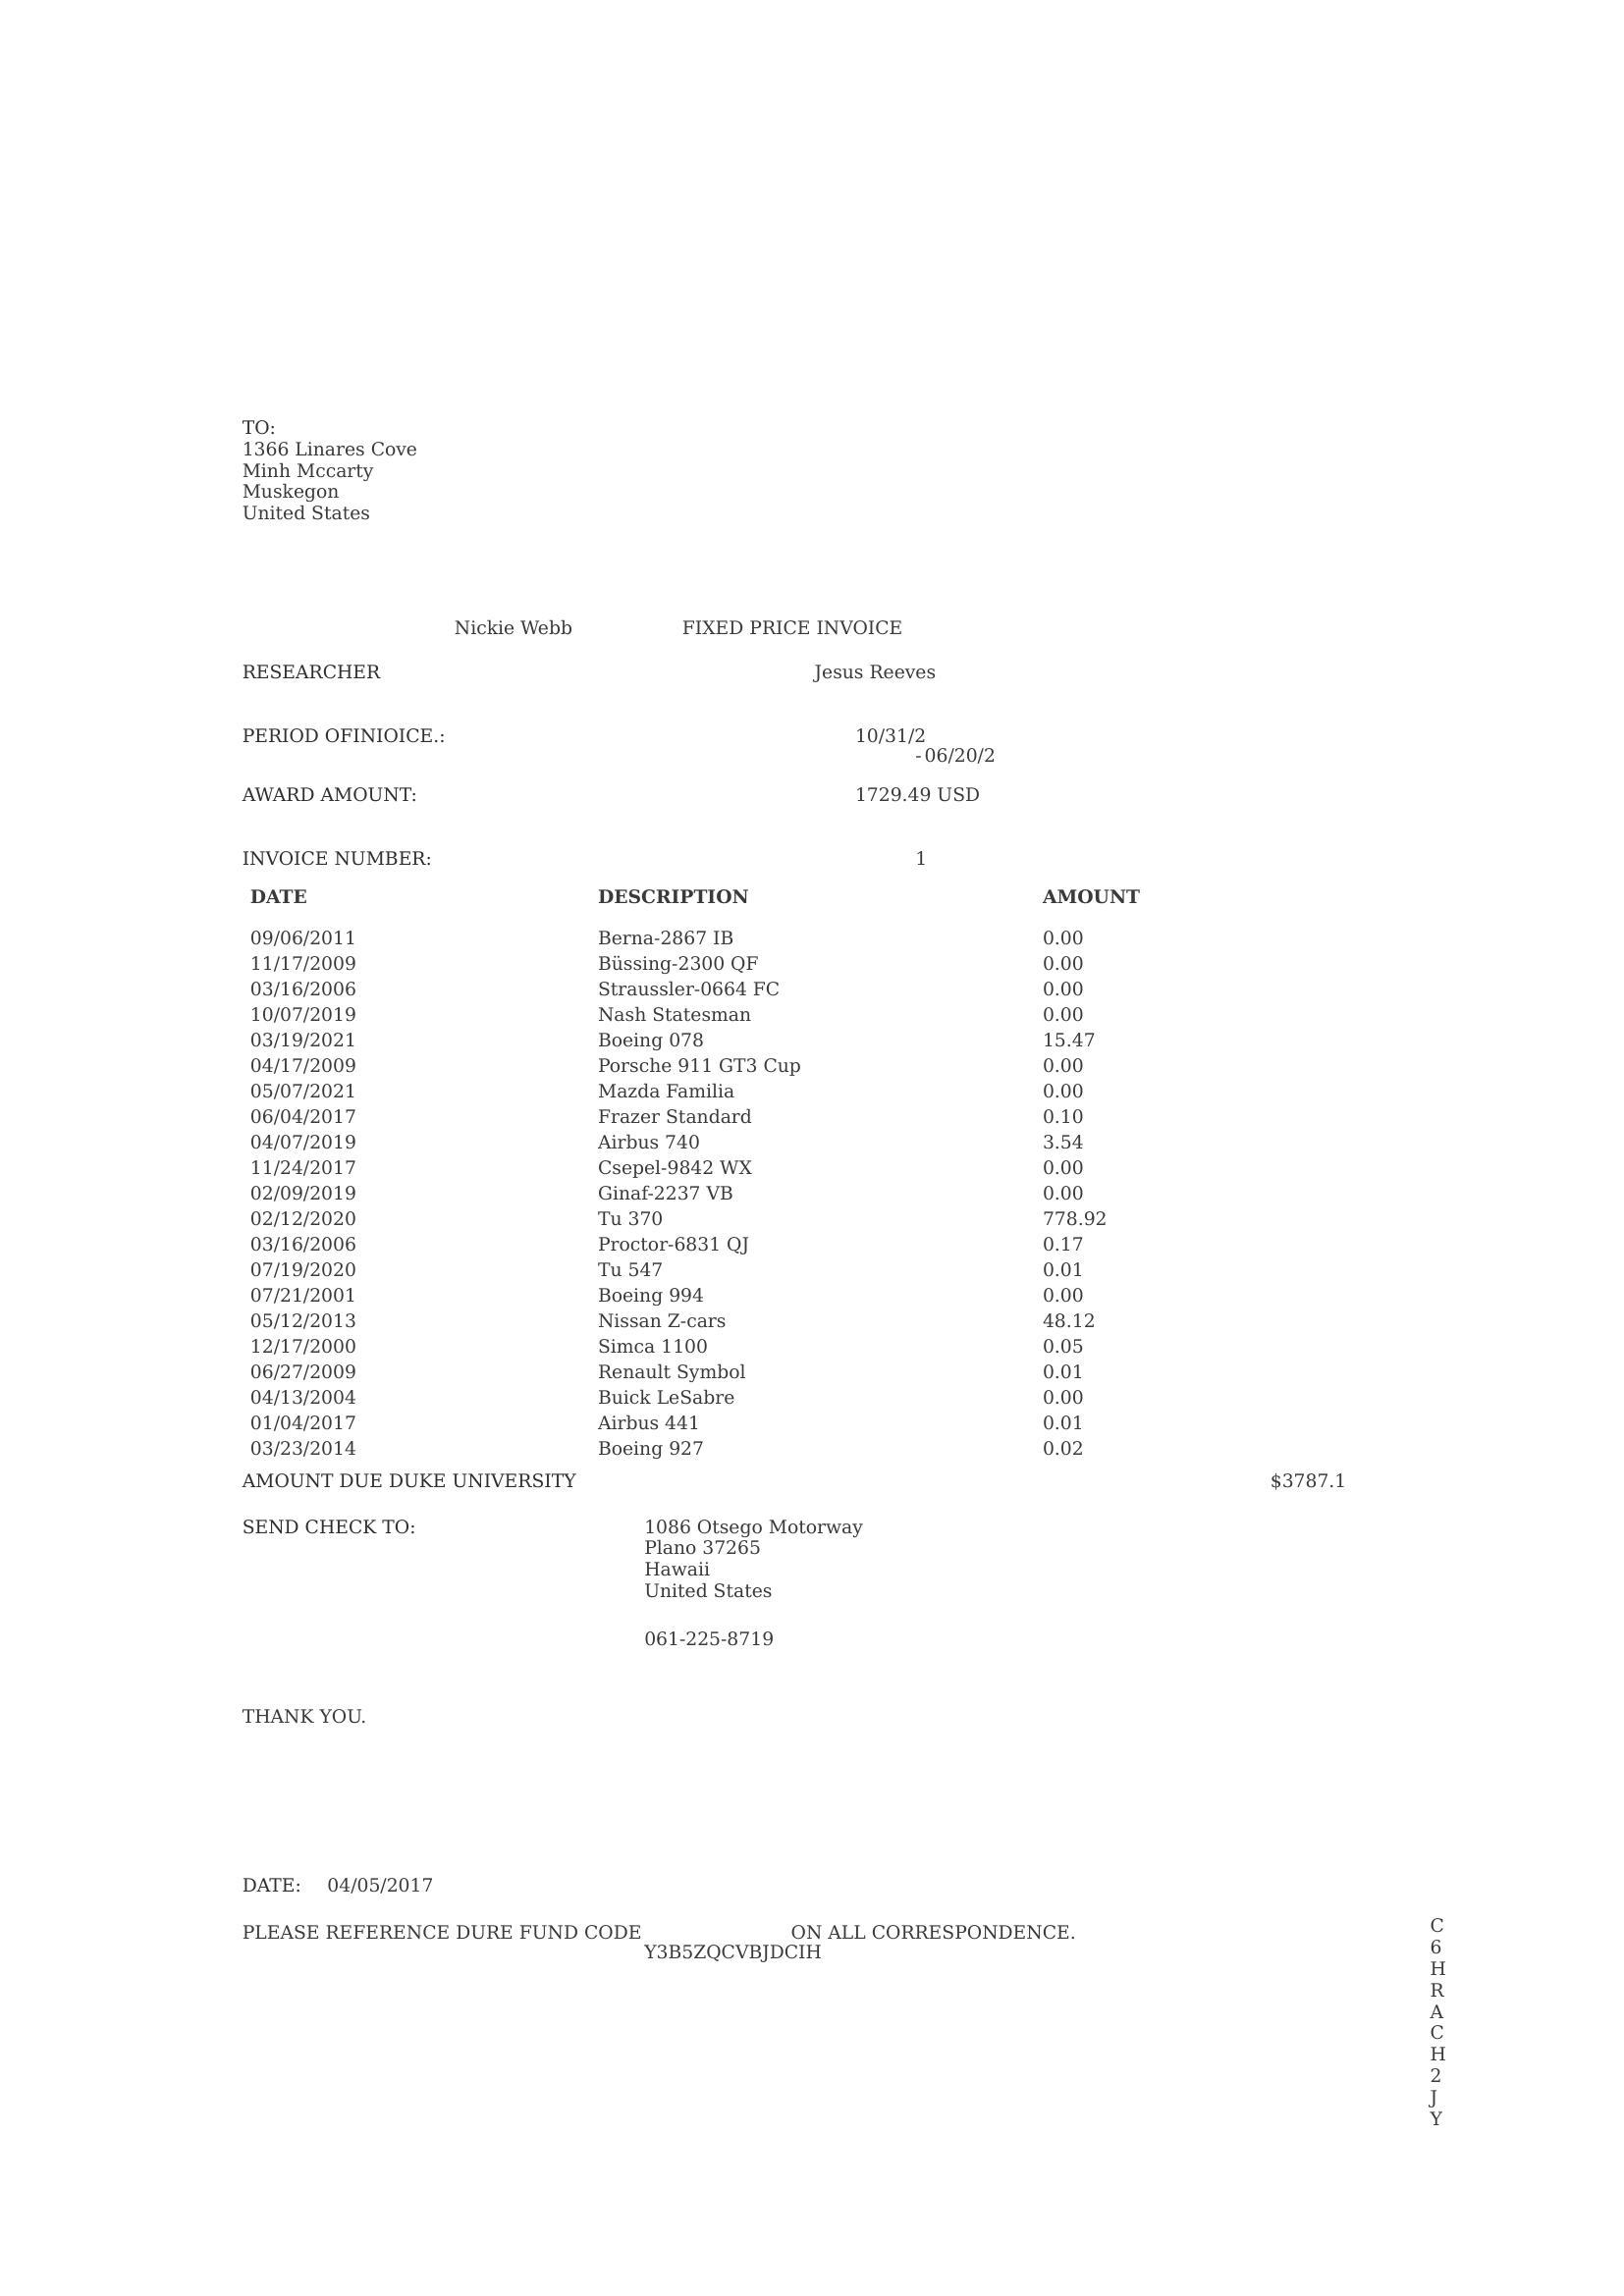 TO:
1366 Linares Cove
Minh Mccarty
Muskegon
United States
Nickie Webb FIXED PRICE INVOICE
RESEARCHER Jesus Reeves
PERIOD OFINIOICE.: 10/31/2
-06/20/2
AWARD AMOUNT: 1729.49 USD
INVOICE NUMBER: 1
DATE DESCRIPTION AMOUNT
09/06/2011 Berna-2867 IB 0.00
11/17/2009 Büssing-2300 QF 0.00
03/16/2006 Straussler-0664 FC 0.00
10/07/2019 Nash Statesman 0.00
03/19/2021 Boeing 078 15.47
04/17/2009 Porsche 911 GT3 Cup 0.00
05/07/2021 Mazda Familia 0.00
06/04/2017 Frazer Standard 0.10
04/07/2019 Airbus 740 3.54
11/24/2017 Csepel-9842 WX 0.00
02/09/2019 Ginaf-2237 VB 0.00
02/12/2020 Tu 370 778.92
03/16/2006 Proctor-6831 QJ 0.17
07/19/2020 Tu 547 0.01
07/21/2001 Boeing 994 0.00
05/12/2013 Nissan Z-cars 48.12
12/17/2000 Simca 1100 0.05
06/27/2009 Renault Symbol 0.01
04/13/2004 Buick LeSabre 0.00
01/04/2017 Airbus 441 0.01
03/23/2014 Boeing 927 0.02
AMOUNT DUE DUKE UNIVERSITY $3787.1
SEND CHECK TO: 1086 Otsego Motorway
Plano 37265
Hawaii
United States
061-225-8719
THANK YOU.
DATE: 04/05/2017
PLEASE REFERENCE DURE FUND CODE ON ALL CORRESPONDENCE.
Y3B5ZQCVBJDCIH
C
6
H
R
A
C
H
2
J
Y